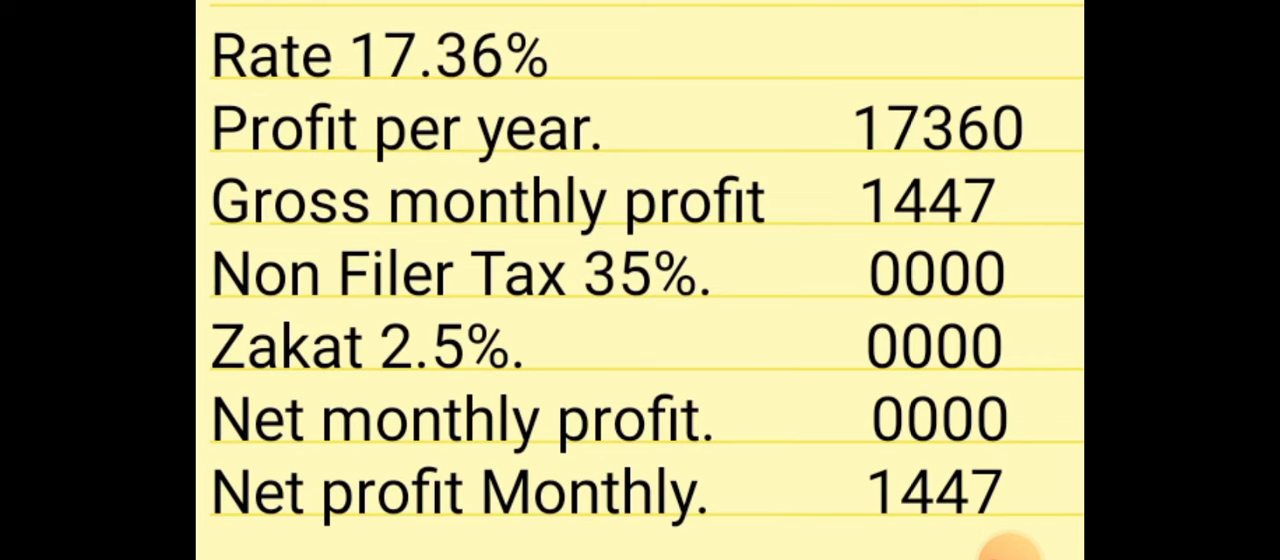 Rate 17.36%
Profit per year. 17360
Gross monthly profit 1447
Non Filer Tax 35%. 0000
Zakat 2.5%. 0000
Net monthly profit. 0000
Net profit Monthly. 1447